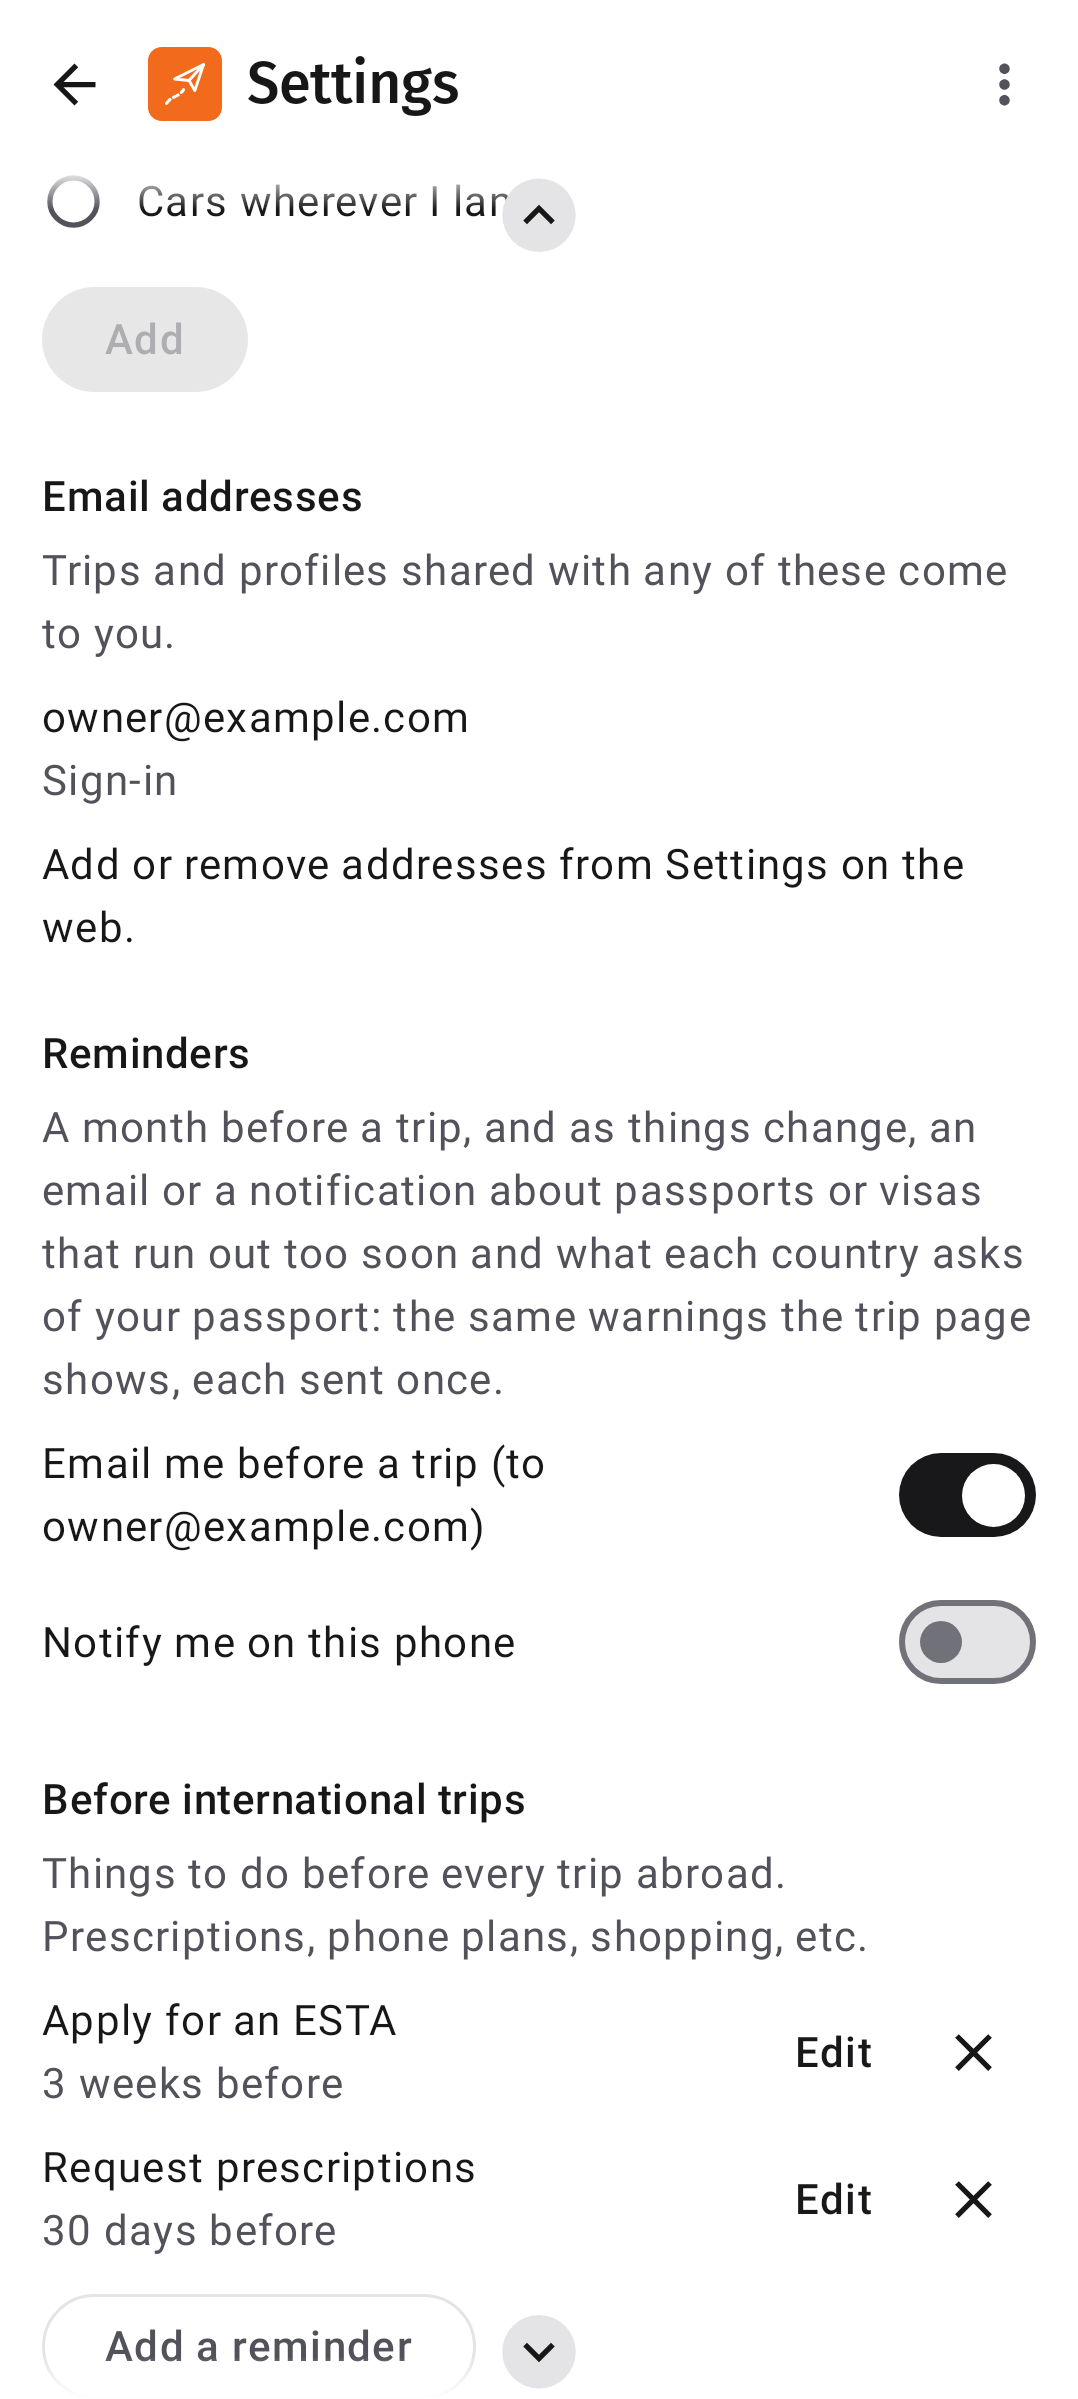 Settings
Cars wherever I lan
Add
Email addresses
Trips and profiles shared with any of these come
to you.
owner@example.com
Sign-in
Add or remove addresses from Settings on the
web.
Reminders
A month before a trip, and as things change, an
email or a notification about passports or visas
that run out too soon and what each country asks
of your passport: the same warnings the trip page
shows, each sent once.
Email me before a trip (to
owner@example.com)
Notify me on this phone
Before international trips
Things to do before every trip abroad.
Prescriptions, phone plans, shopping, etc.
Apply for an ESTA
3 weeks before
Edit
Request prescriptions
30 days before
Edit
Add a reminder